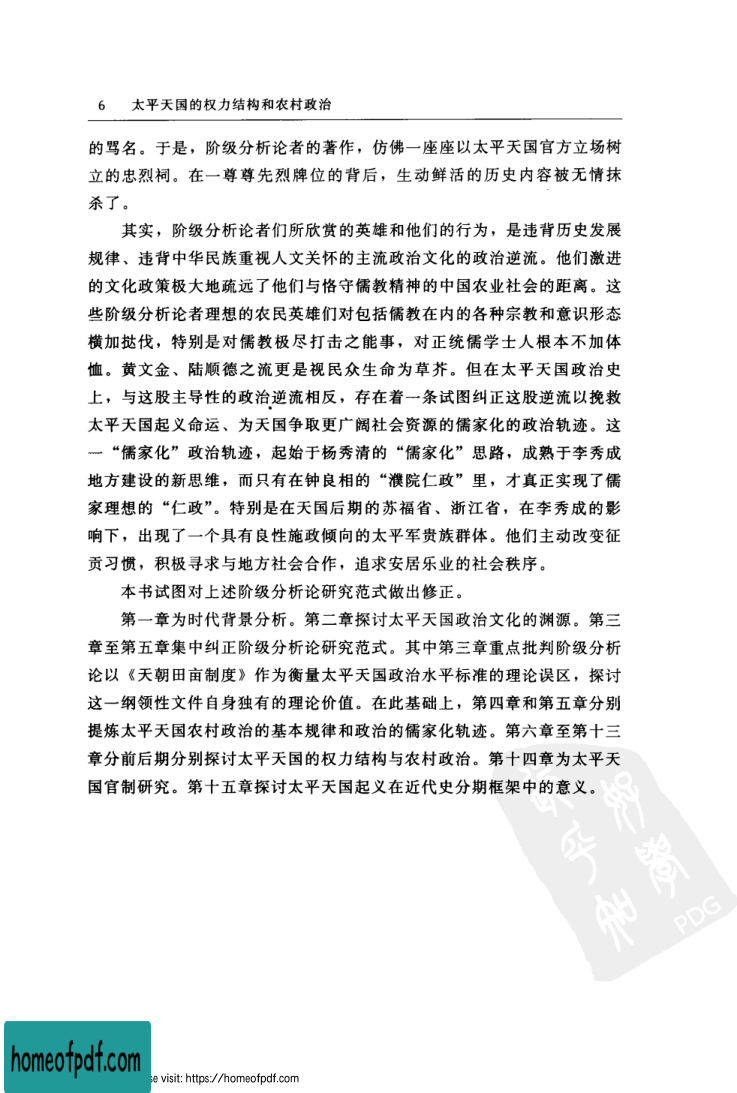 6 太平天国的权力结构和农村政治
的骂名。于是，阶级分析论者的著作，仿佛一座座以太平天国官方立场树
立的忠烈祠。在一尊尊先烈牌位的背后，生动鲜活的历史内容被无情抹
杀了。
其实，阶级分析论者们所欣赏的英雄和他们的行为，是违背历史发展
规律、违背中华民族重视人文关怀的主流政治文化的政治逆流。他们激进
的文化政策极大地疏远了他们与恪守儒教精神的中国农业社会的距离。这
些阶级分析论者理想的农民英雄们对包括儒教在内的各种宗教和意识形态
横加挞伐，特别是对儒教极尽打击之能事，对正统儒学士人根本不加体
恤。黄文金、陆顺德之流更是视民众生命为草芥。但在太平天国政治史
上，与这股主导性的政治逆流相反，存在着一条试图纠正这股逆流以挽救
太平天国起义命运、为天国争取更广阔社会资源的儒家化的政治轨迹。这
一“儒家化”政治轨迹，起始于杨秀清的“儒家化”思路，成熟于李秀成
地方建设的新思维，而只有在钟良相的“濮院仁政”里，才真正实现了儒
家理想的“仁政”。特别是在天国后期的苏福省、浙江省，在李秀成的影
响下，出现了一个具有良性施政倾向的太平军贵族群体。他们主动改变征
贡习惯，积极寻求与地方社会合作，追求安居乐业的社会秩序。
本书试图对上述阶级分析论研究范式做出修正。
第一章为时代背景分析。第二章探讨太平天国政治文化的渊源。第三
章至第五章集中纠正阶级分析论研究范式。其中第三章重点批判阶级分析
论以《天朝田亩制度》作为衡量太平天国政治水平标准的理论误区，探讨
这一纲领性文件自身独有的理论价值。在此基础上，第四章和第五章分别
提炼太平天国农村政治的基本规律和政治的儒家化轨迹。第六章至第十三
章分前后期分别探讨太平天国的权力结构与农村政治。第十四章为太平天
国官制研究。第十五章探讨太平天国起义在近代史分期框架中的意义。
PDG
homeofpdf.com
se visit: https://homeofpdf.com